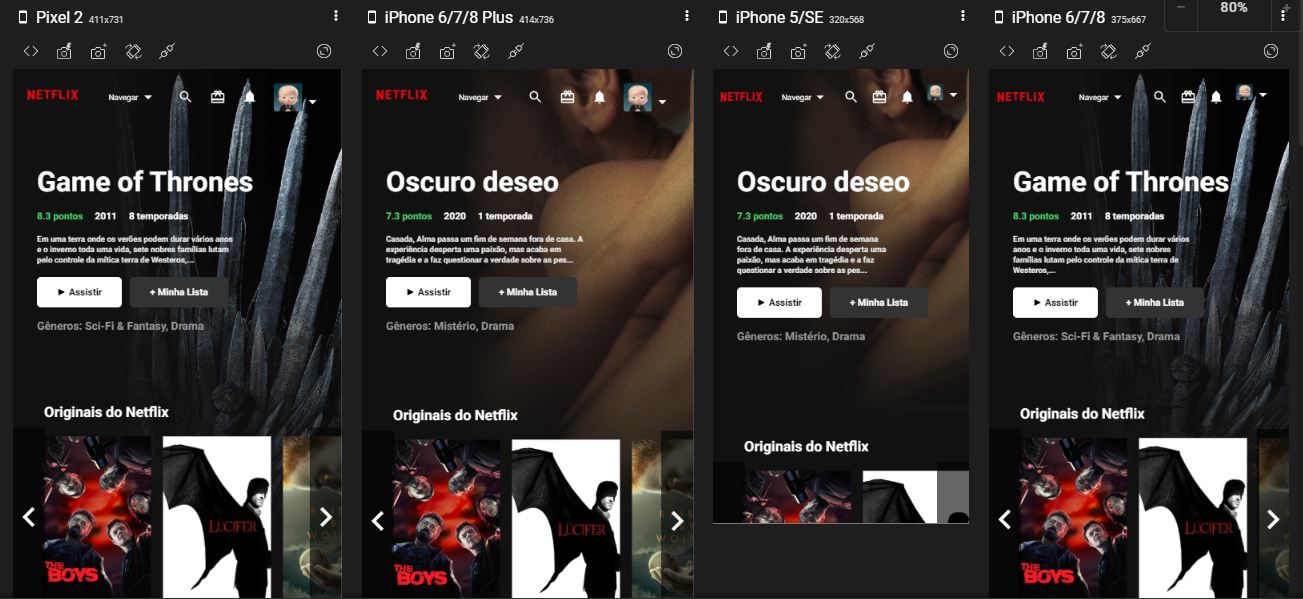 Pixel 2 411x731
NETFLIX Navegar
Game of Thrones
8.3 pontos 2011 8 temporadas
Em uma terra onde os verões podem durar vários anos
e o inverno toda uma vida, sete nobres famílias lutam
pelo controle da mítica terra de Westeros,...
► Assistir + Minha Lista
Gêneros: Sci-Fi & Fantasy, Drama
Originais do Netflix
THE BOYS
LUCIFER
iPhone 6/7/8 Plus 414x736
NETFLIX Navegar
Oscuro deseo
7.3 pontos 2020 1 temporada
Casada, Alma passa um fim de semana fora de casa. A
experiência desperta uma paixão, mas acaba em
tragédia e a faz questionar a verdade sobre as pes...
► Assistir + Minha Lista
Gêneros: Mistério, Drama
Originais do Netflix
THE BOYS
LUCIFER
iPhone 5/SE 320x568
NETFLIX Navegar
Oscuro deseo
7.3 pontos 2020 1 temporada
Casada, Alma passa um fim de semana
fora de casa. A experiência desperta uma
paixão, mas acaba em tragédia e a faz
questionar a verdade sobre as pes...
► Assistir + Minha Lista
Gêneros: Mistério, Drama
Originais do Netflix
iPhone 6/7/8 375x667
80%
NETFLIX Navegar
Game of Thrones
8.3 pontos 2011 8 temporadas
Em uma terra onde os verões podem durar vários
anos e o inverno toda uma vida, sete nobres
famílias lutam pelo controle da mítica terra de
Westeros,...
► Assistir + Minha Lista
Gêneros: Sci-Fi & Fantasy, Drama
Originais do Netflix
THE BOYS
LUCIFER